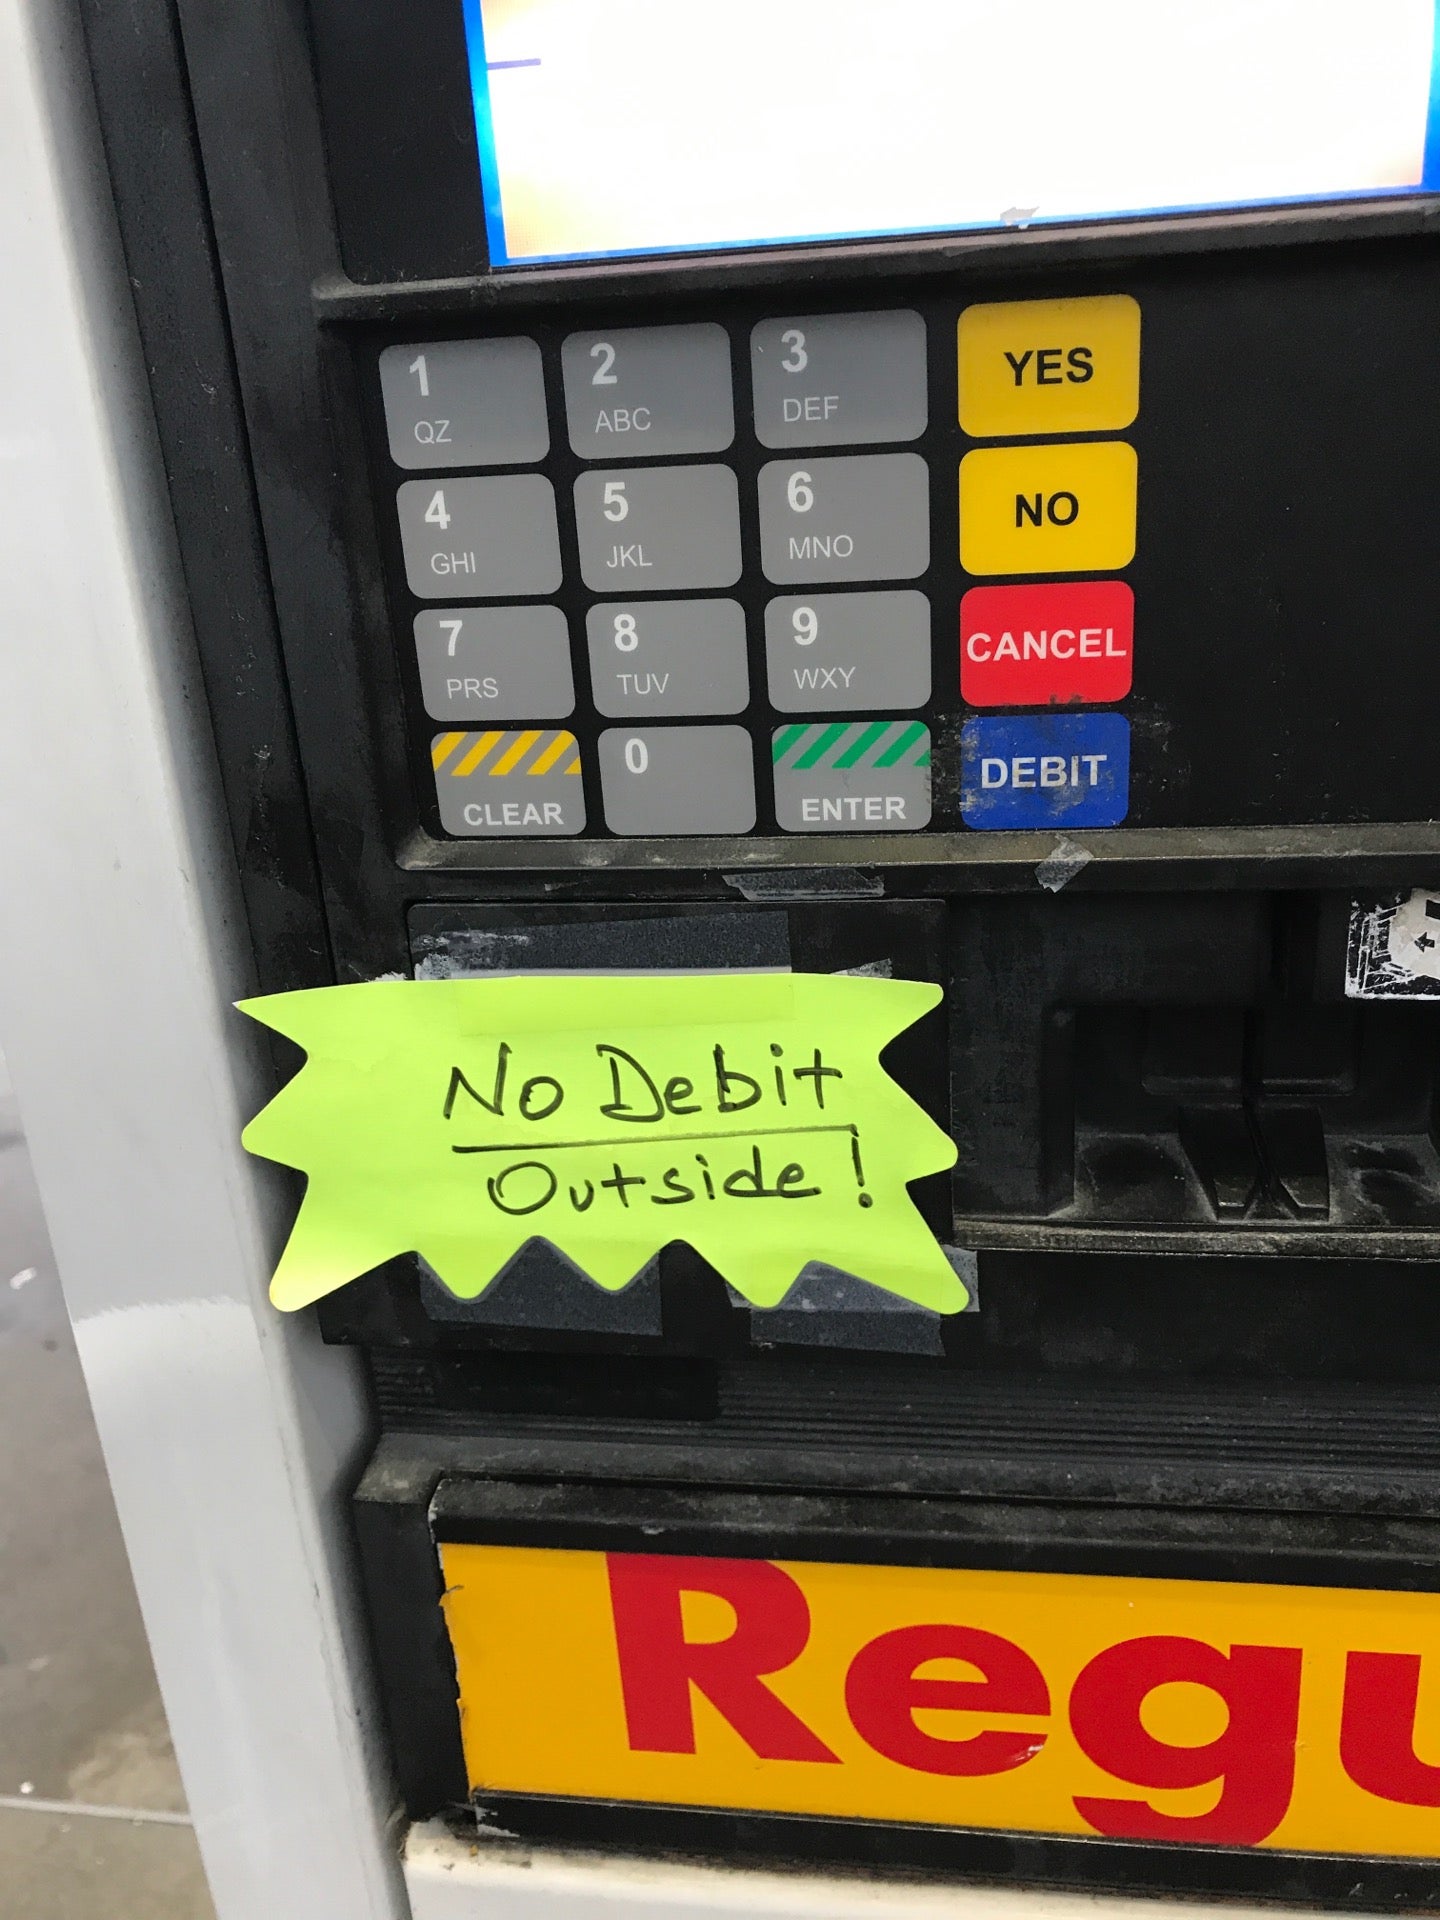 1 2 3 YES
QZ ABC DEF
4 5 6 NO
GHI JKL MNO
7 8 9 CANCEL
PRS TUV WXY
0 DEBIT
CLEAR ENTER
No Debit
Outside!
Regu